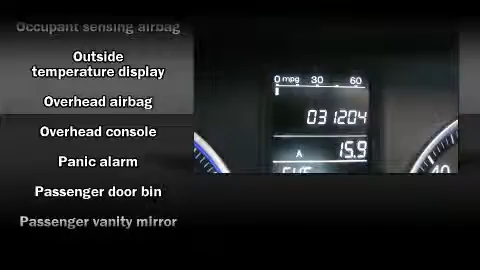 Occupant sensing airbag
Outside
temperature display
Overhead airbag
Overhead console
Panic alarm
Passenger door bin
Passenger vanity mirror
0 mpg 30 60
031204
A 15.9
40